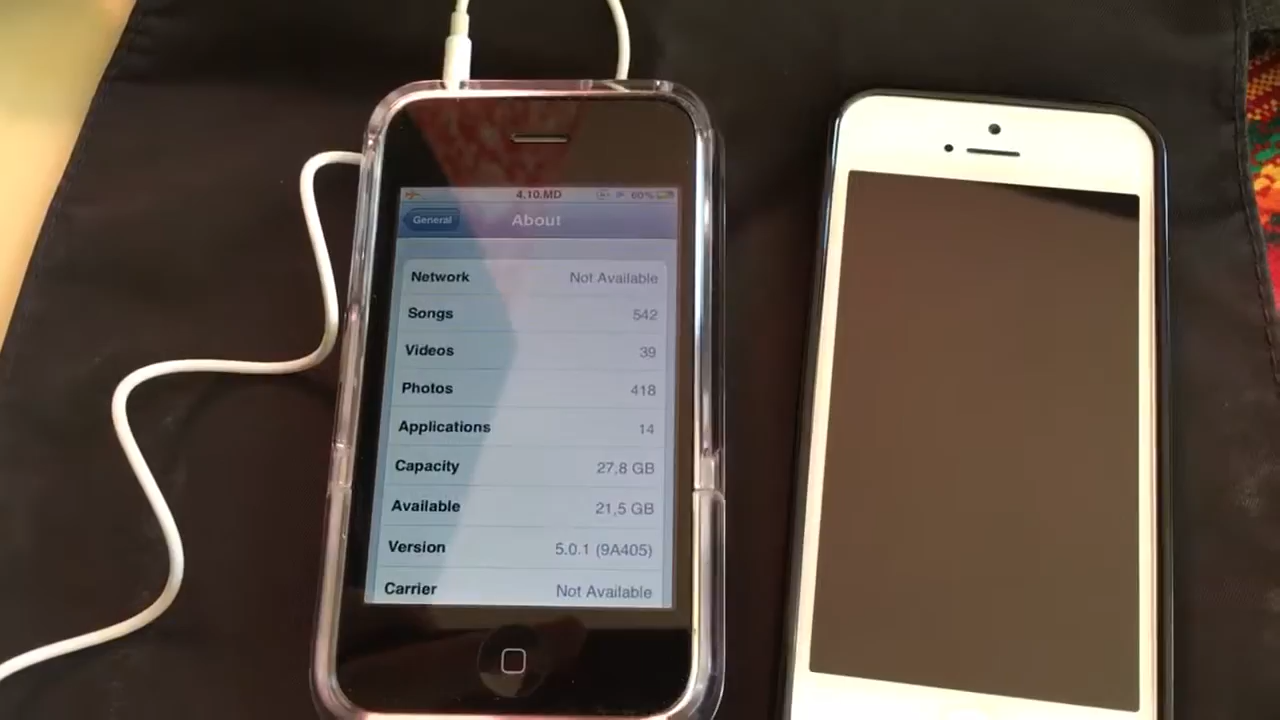 4.10.MD 60%
General About
Network Not Available
Songs 542
Videos 39
Photos 418
Applications 14
Capacity 27,8 GB
Available 21,5 GB
Version 5.0.1 (9A405)
Carrier Not Available